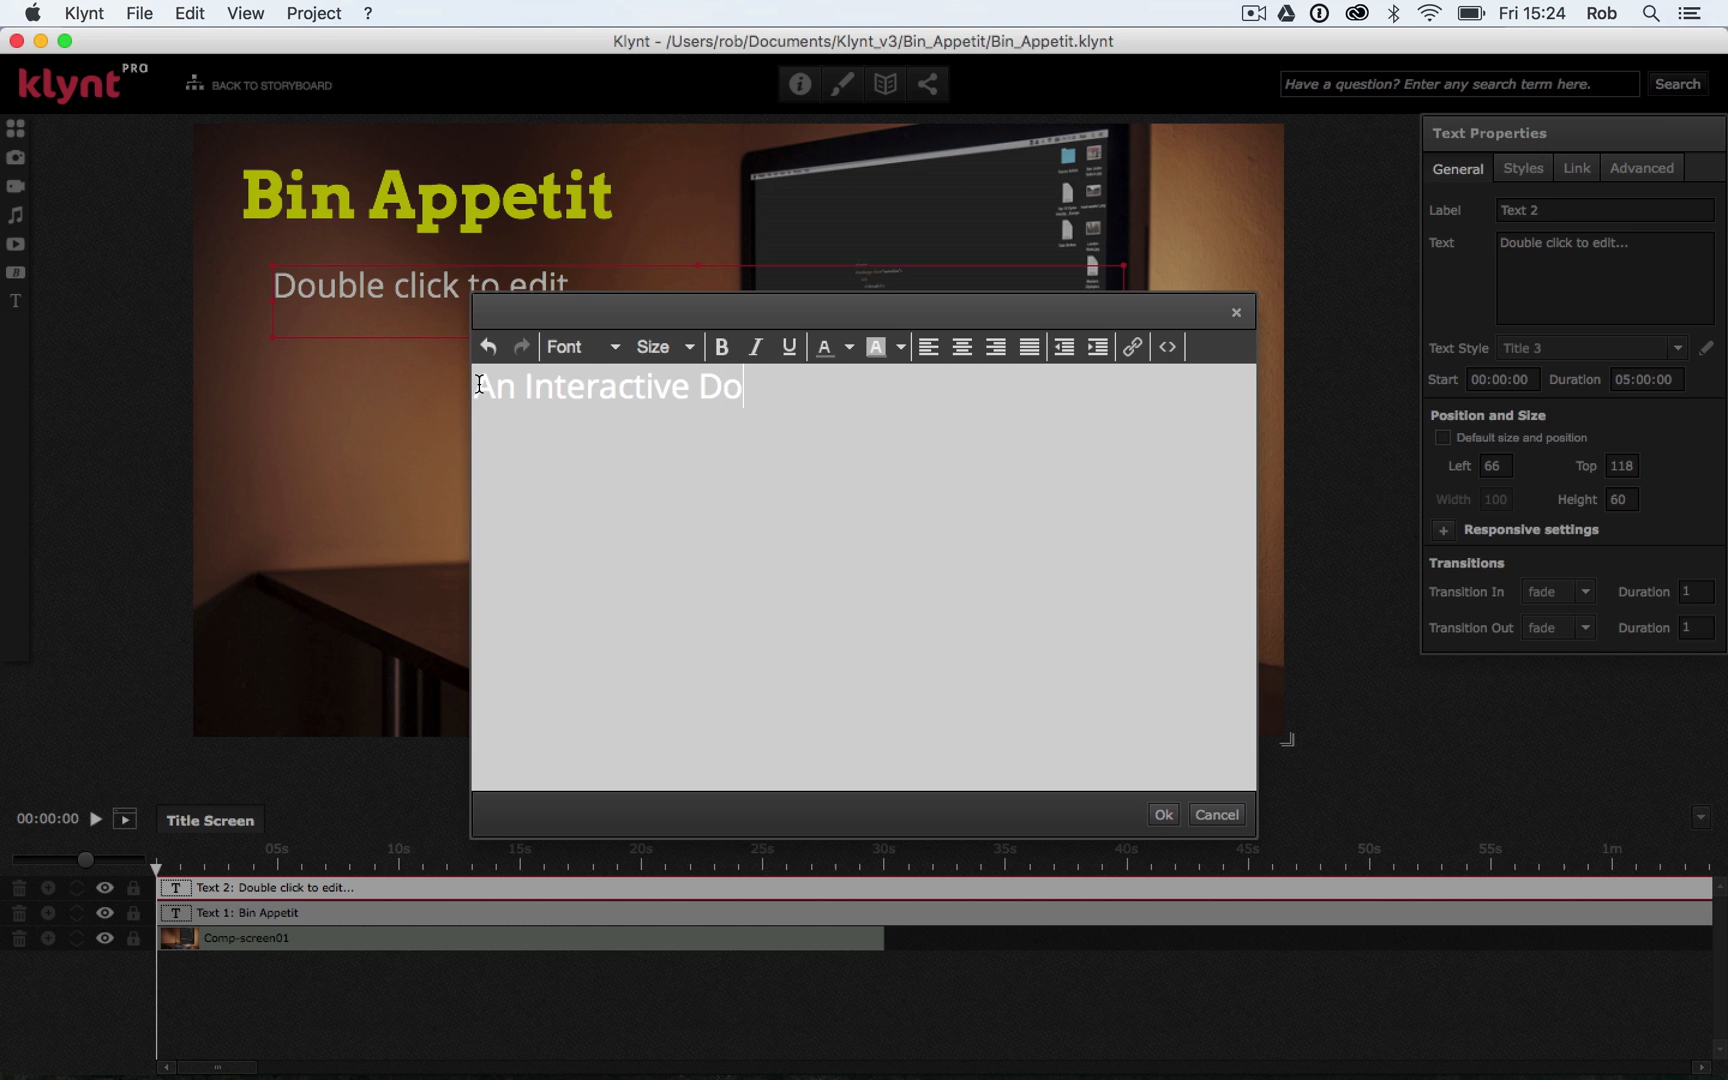 Klynt File Edit View Project ? Fri 15:24 Rob
Klynt - /Users/rob/Documents/Klynt_v3/Bin_Appetit/Bin_Appetit.klynt
klynt PRO
BACK TO STORYBOARD
Have a question? Enter any search term here. Search
Bin Appetit
Double click to edit
Font Size B I U A A
An Interactive Do
Ok Cancel
Text Properties
General Styles Link Advanced
Label Text 2
Text Double click to edit...
Text Style Title 3
Start 00:00:00 Duration 05:00:00
Position and Size
Default size and position
Left 66 Top 118
Width 100 Height 60
+ Responsive settings
Transitions
Transition In fade Duration 1
Transition Out fade Duration 1
00:00:00 Title Screen
05s 10s 15s 20s 25s 30s 35s 40s 45s 50s 55s 1m
T Text 2: Double click to edit...
T Text 1: Bin Appetit
Comp-screen01